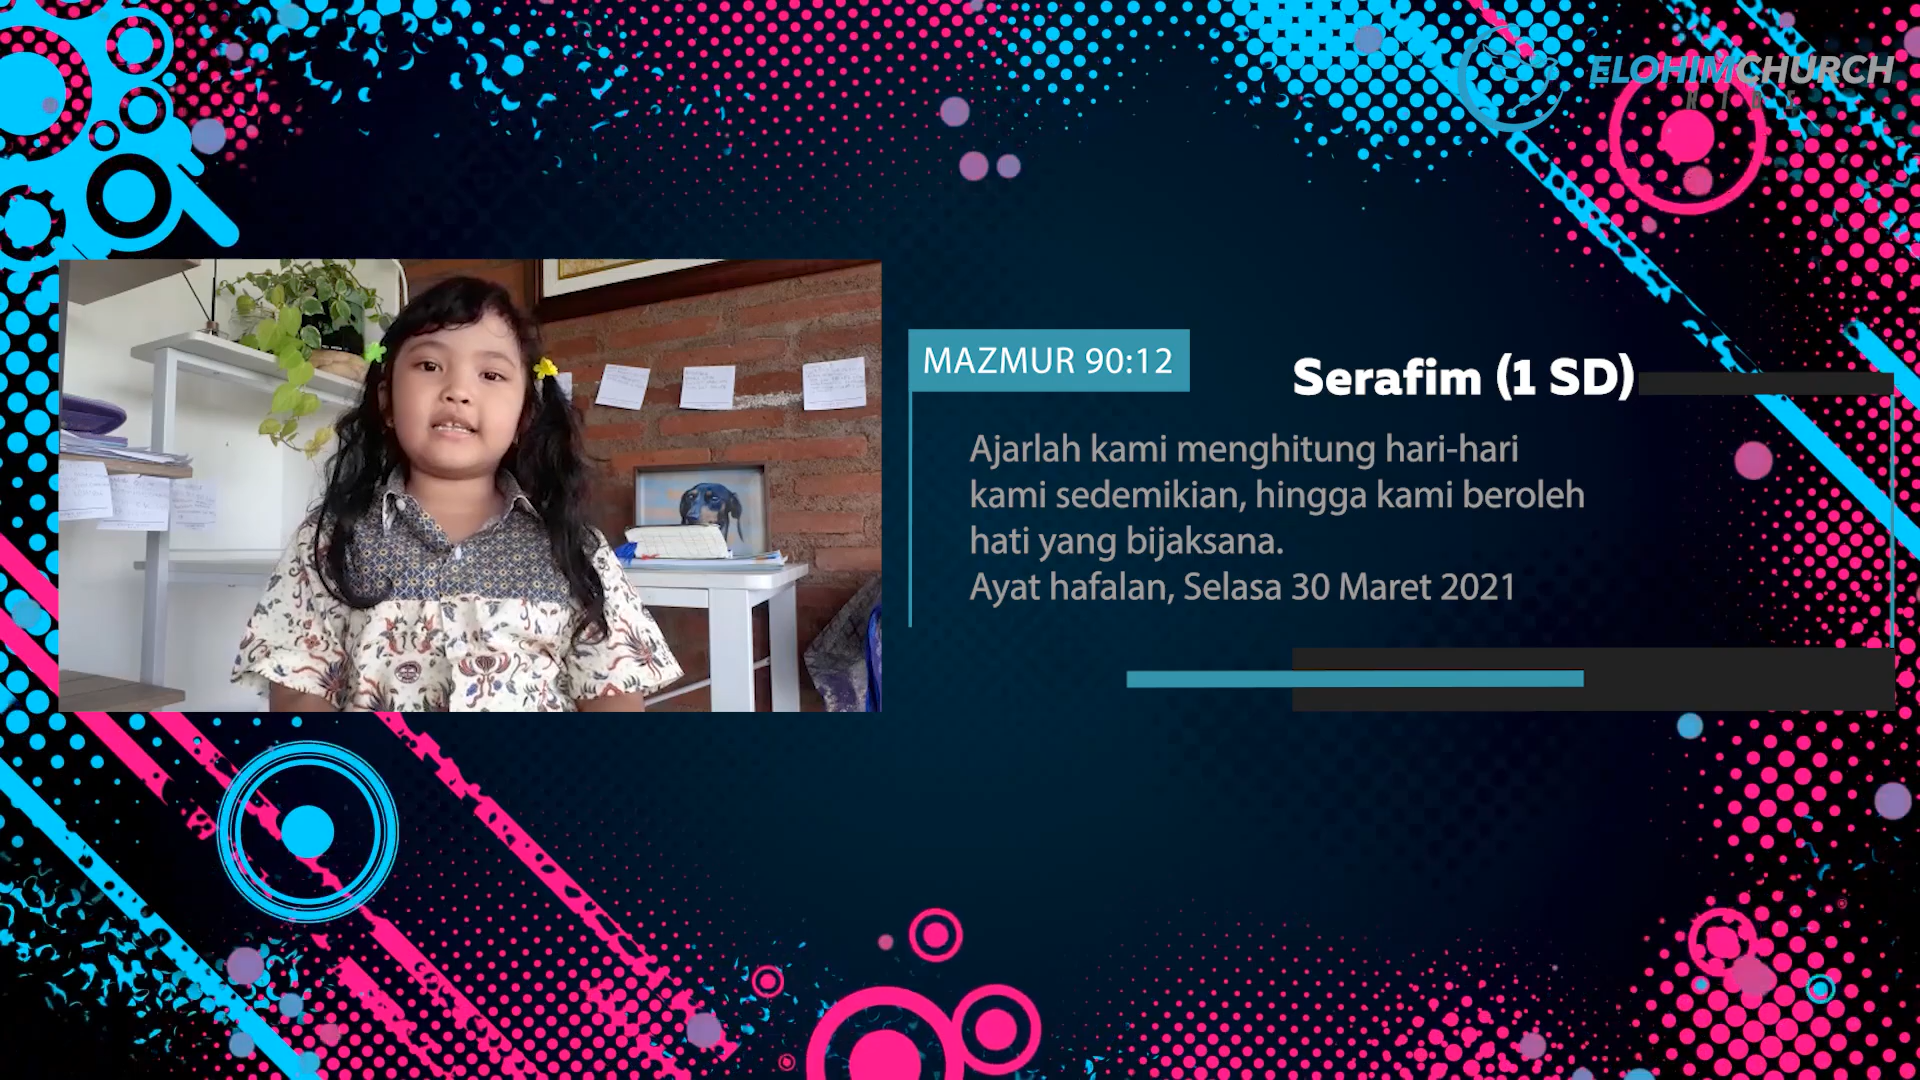 ELOHIMCHURCH
KIDS
MAZMUR 90:12
Serafim (1 SD)
Ajarlah kami menghitung hari-hari
kami sedemikian, hingga kami beroleh
hati yang bijaksana.
Ayat hafalan, Selasa 30 Maret 2021